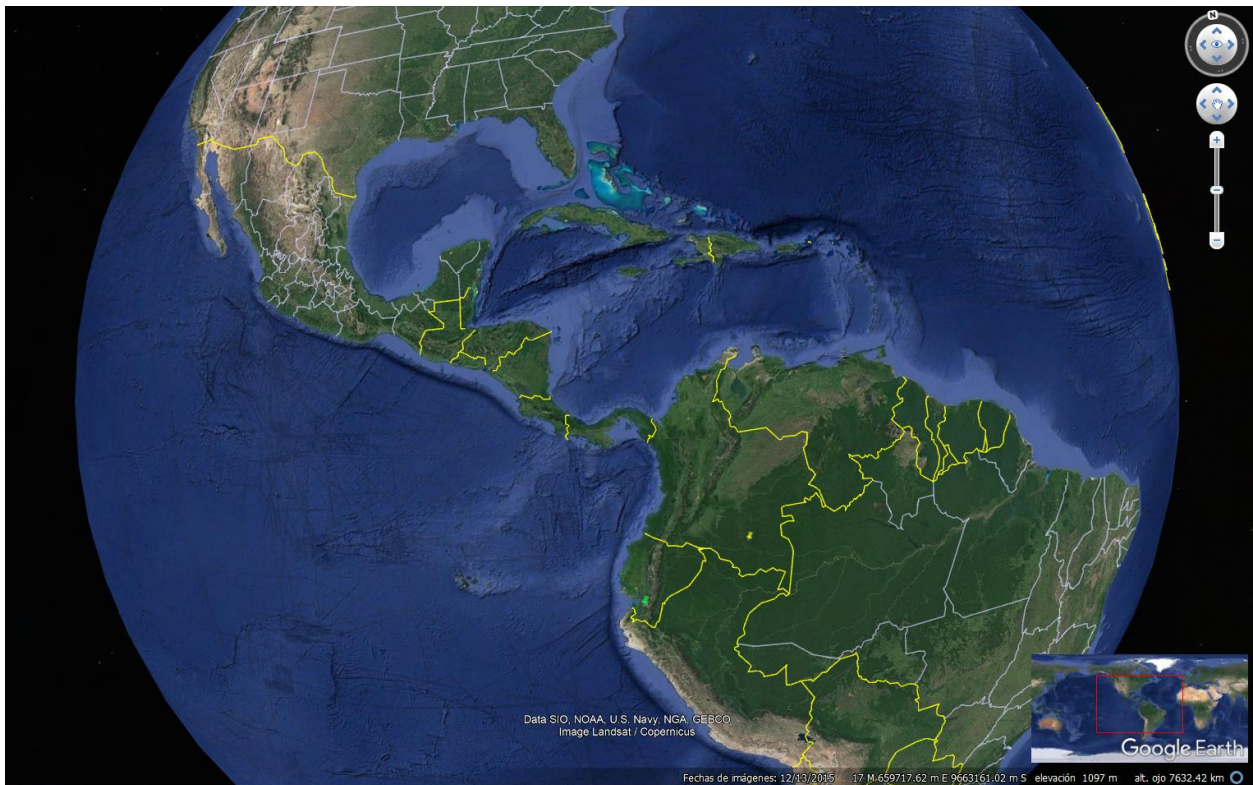 N
Data SIO, NOAA, U.S. Navy, NGA, GEBCO
Image Landsat / Copernicus
Google Earth
Fechas de imágenes: 12/13/2015 17 M 659717.62 m E 9663161.02 m S elevación 1097 m alt. ojo 7632.42 km